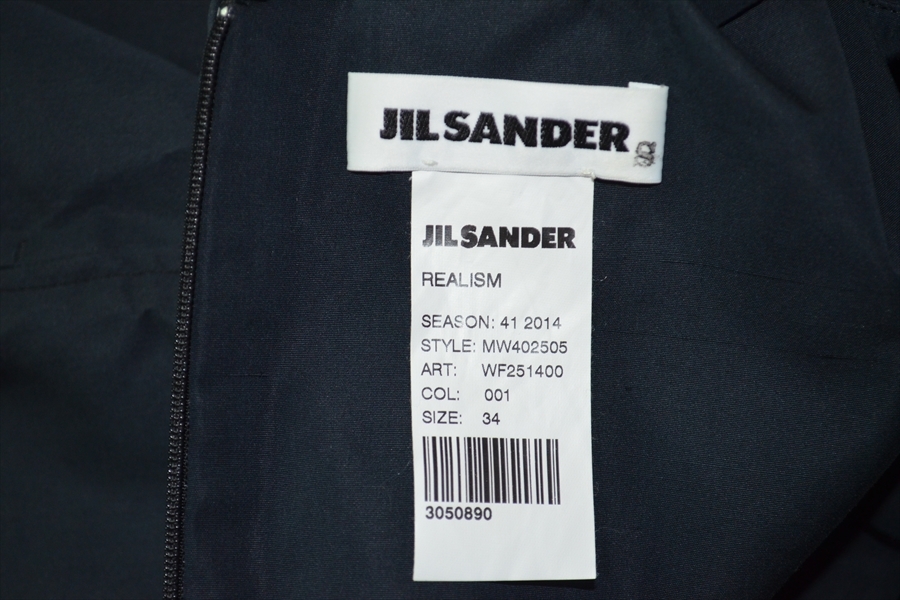 JIL SANDER
JIL SANDER
REALISM
SEASON: 41 2014
STYLE: MW402505
ART: WF251400
COL: 001
SIZE: 34
3050890